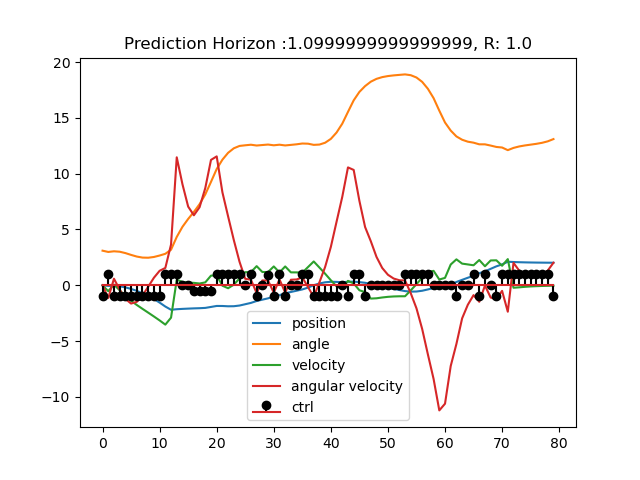 Prediction Horizon :1.0999999999999999, R: 1.0
20
15
10
5
0
−5
−10
position
angle
velocity
angular velocity
ctrl
0 10 20 30 40 50 60 70 80